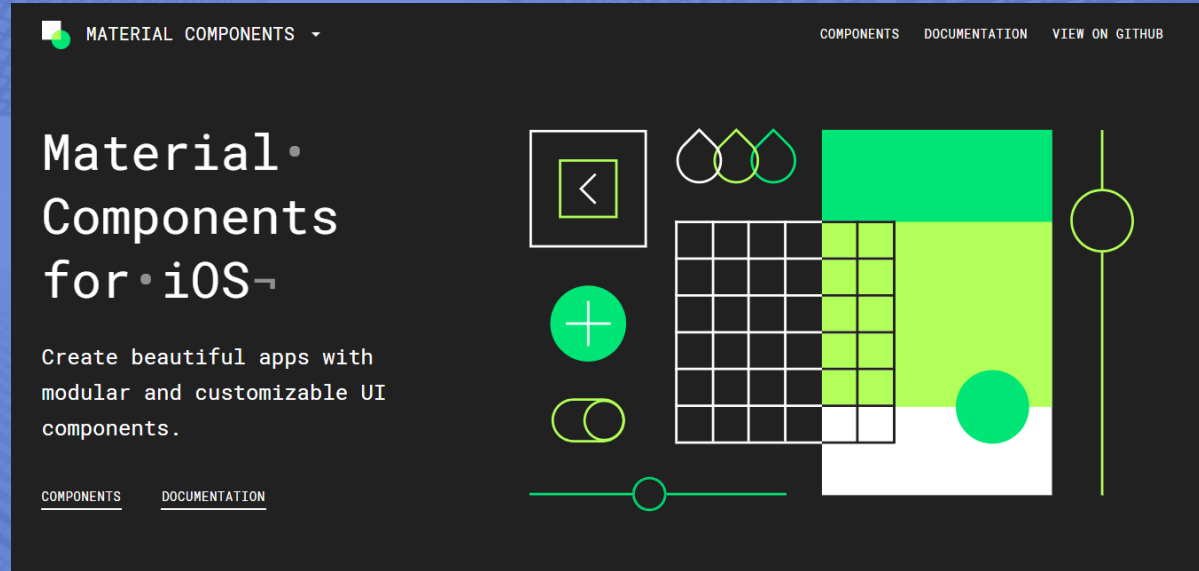 MATERIAL COMPONENTS
COMPONENTS DOCUMENTATION VIEW ON GITHUB
Material·
Components
for·iOS¬
Create beautiful apps with
modular and customizable UI
components.
COMPONENTS DOCUMENTATION